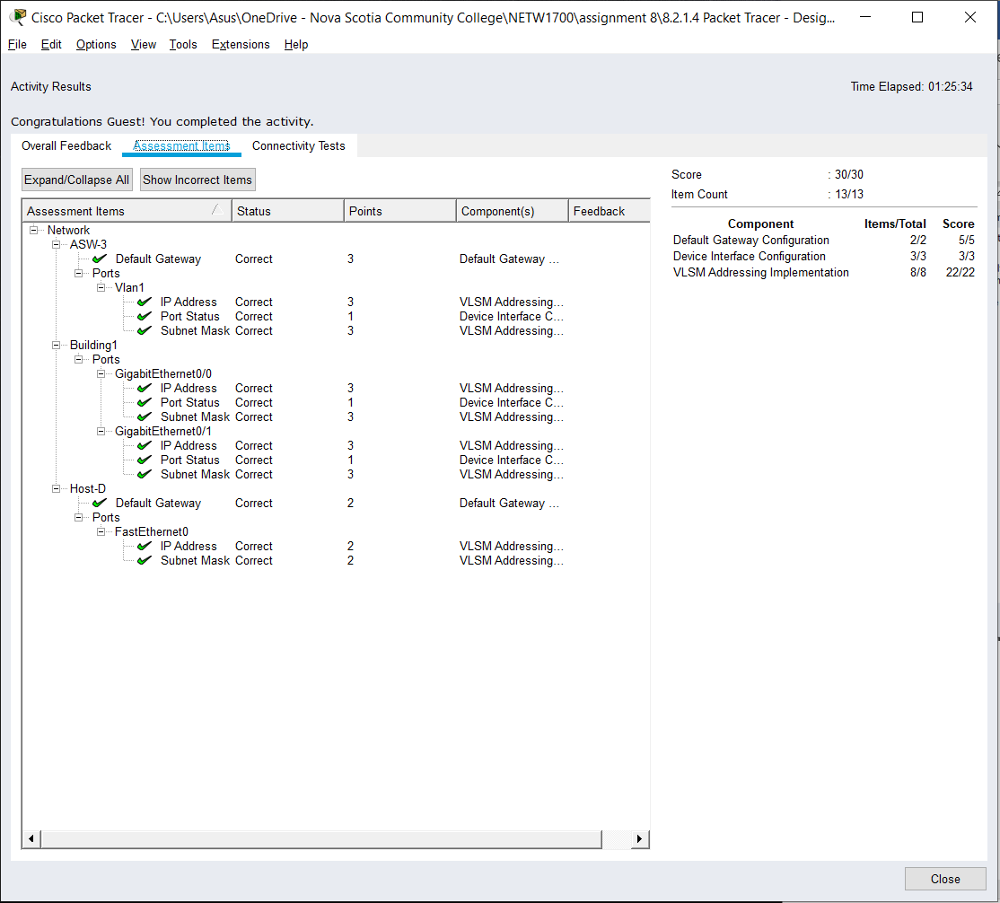 Cisco Packet Tracer - C:\Users\Asus\OneDrive - Nova Scotia Community College\NETW1700\assignment 8\8.2.1.4 Packet Tracer - Desig...
File Edit Options View Tools Extensions Help
Activity Results
Time Elapsed: 01:25:34
Congratulations Guest! You completed the activity.
Overall Feedback Assessment Items Connectivity Tests
Expand/Collapse All Show Incorrect Items
Assessment Items Status Points Component(s) Feedback
Network
ASW-3
Default Gateway Correct 3 Default Gateway ...
Ports
Vlan1
IP Address Correct 3 VLSM Addressing...
Port Status Correct 1 Device Interface C...
Subnet Mask Correct 3 VLSM Addressing...
Building1
Ports
GigabitEthernet0/0
IP Address Correct 3 VLSM Addressing...
Port Status Correct 1 Device Interface C...
Subnet Mask Correct 3 VLSM Addressing...
GigabitEthernet0/1
IP Address Correct 3 VLSM Addressing...
Port Status Correct 1 Device Interface C...
Subnet Mask Correct 3 VLSM Addressing...
Host-D
Default Gateway Correct 2 Default Gateway ...
Ports
FastEthernet0
IP Address Correct 2 VLSM Addressing...
Subnet Mask Correct 2 VLSM Addressing...
Score : 30/30
Item Count : 13/13
Component Items/Total Score
Default Gateway Configuration 2/2 5/5
Device Interface Configuration 3/3 3/3
VLSM Addressing Implementation 8/8 22/22
Close